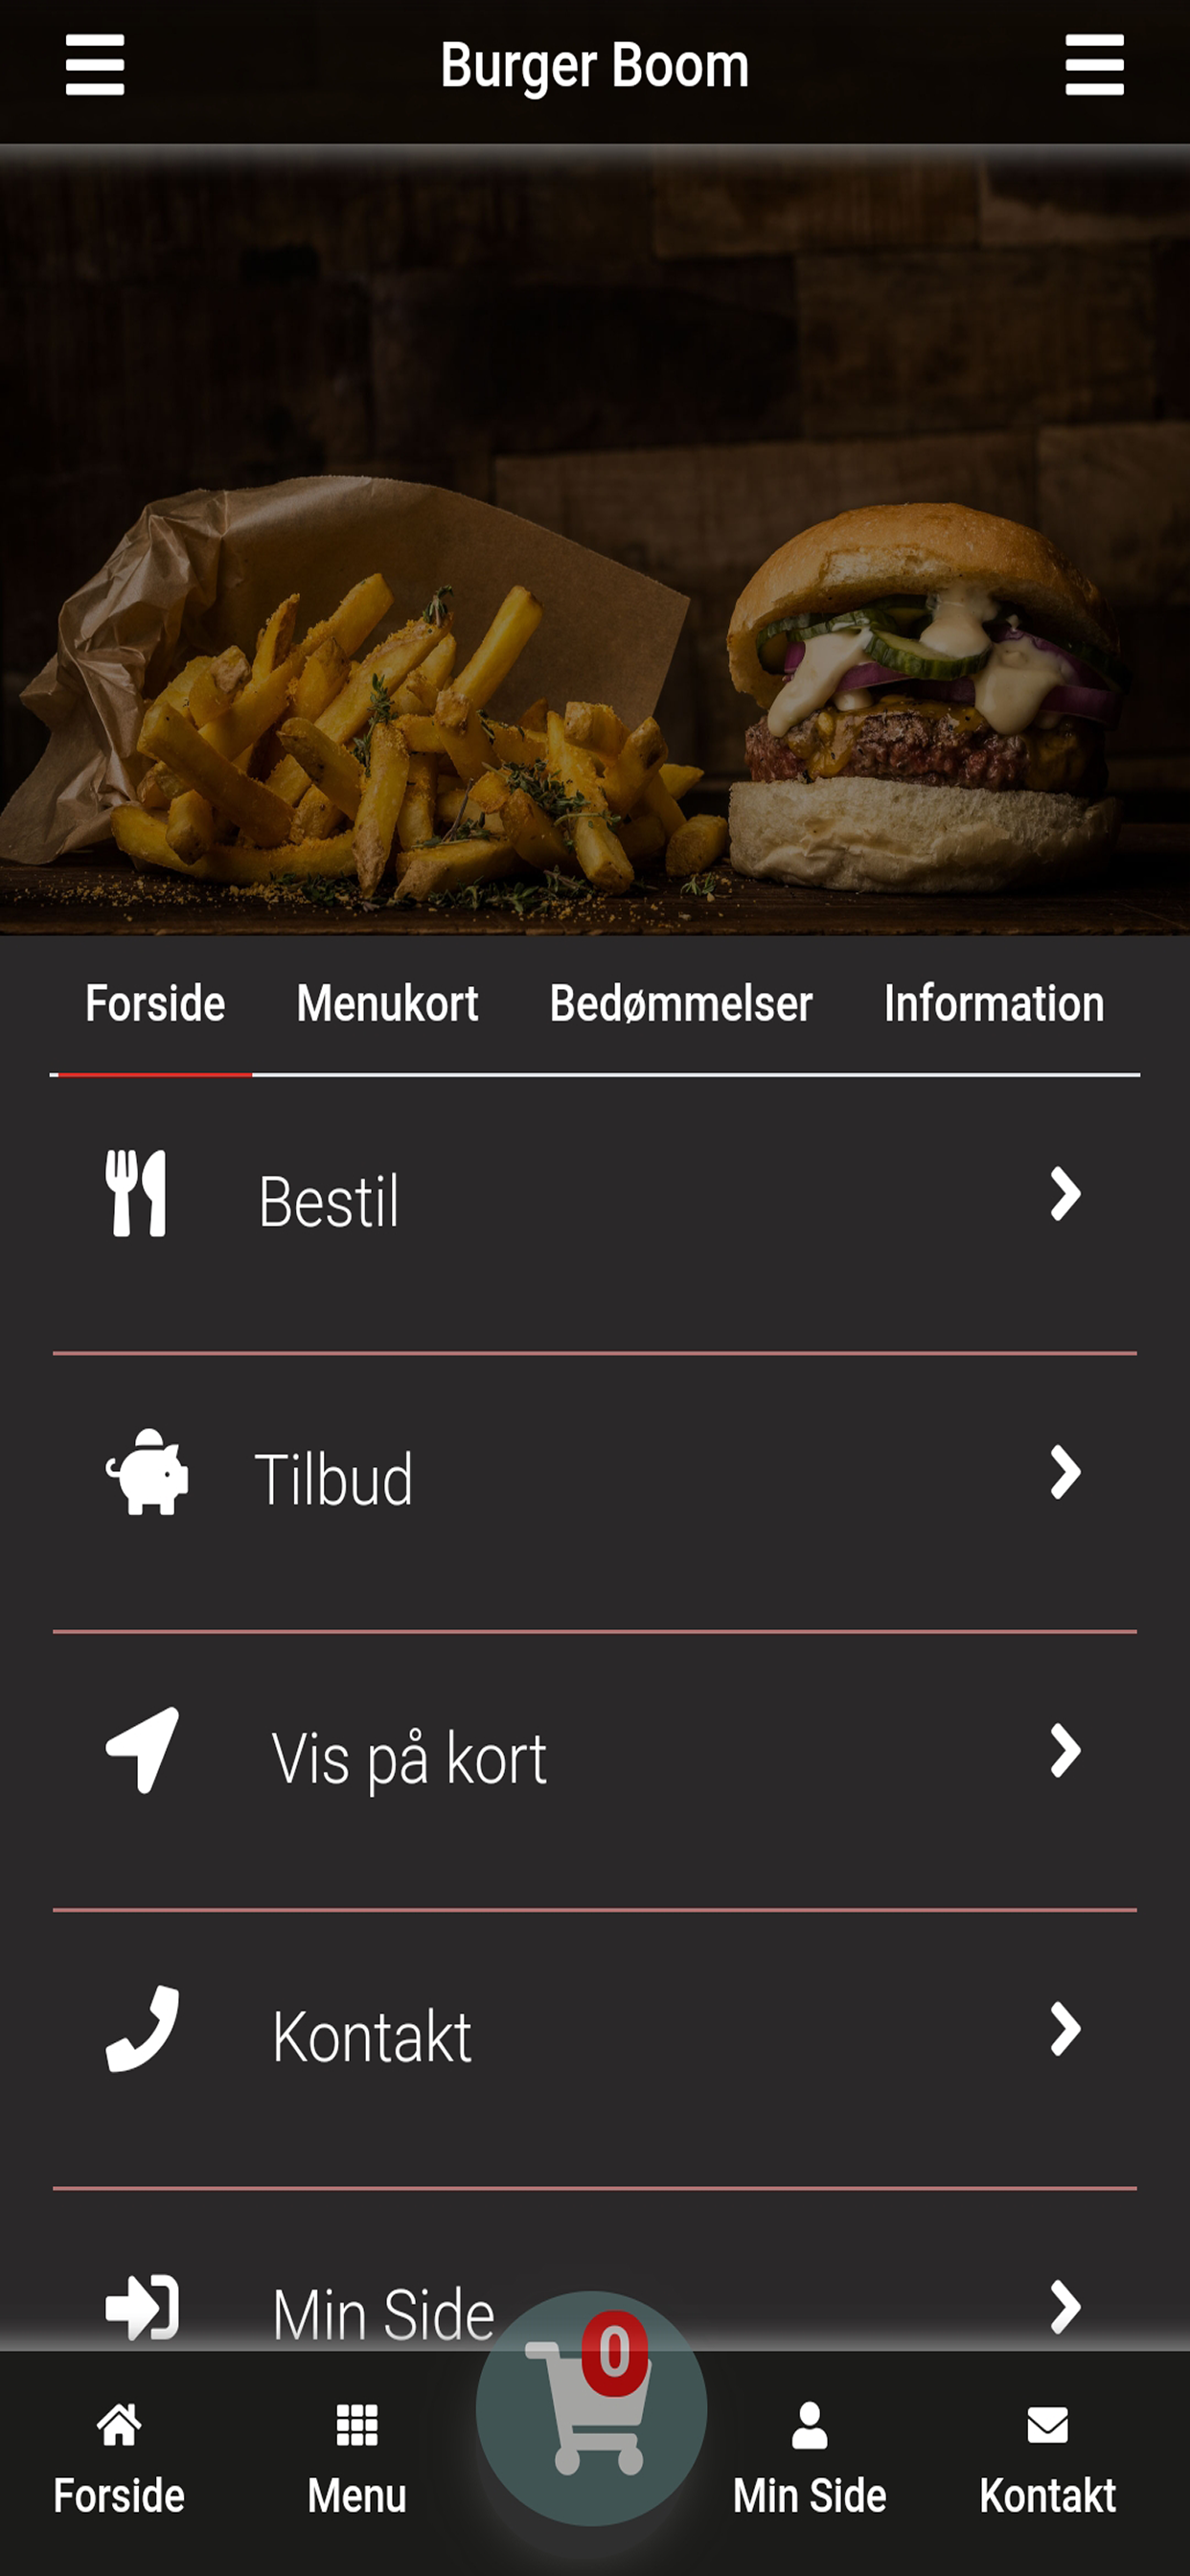 Burger Boom
Forside Menukort Bedømmelser Information
Bestil
Tilbud
Vis på kort
Kontakt
Min Side
0
Forside Menu Min Side Kontakt